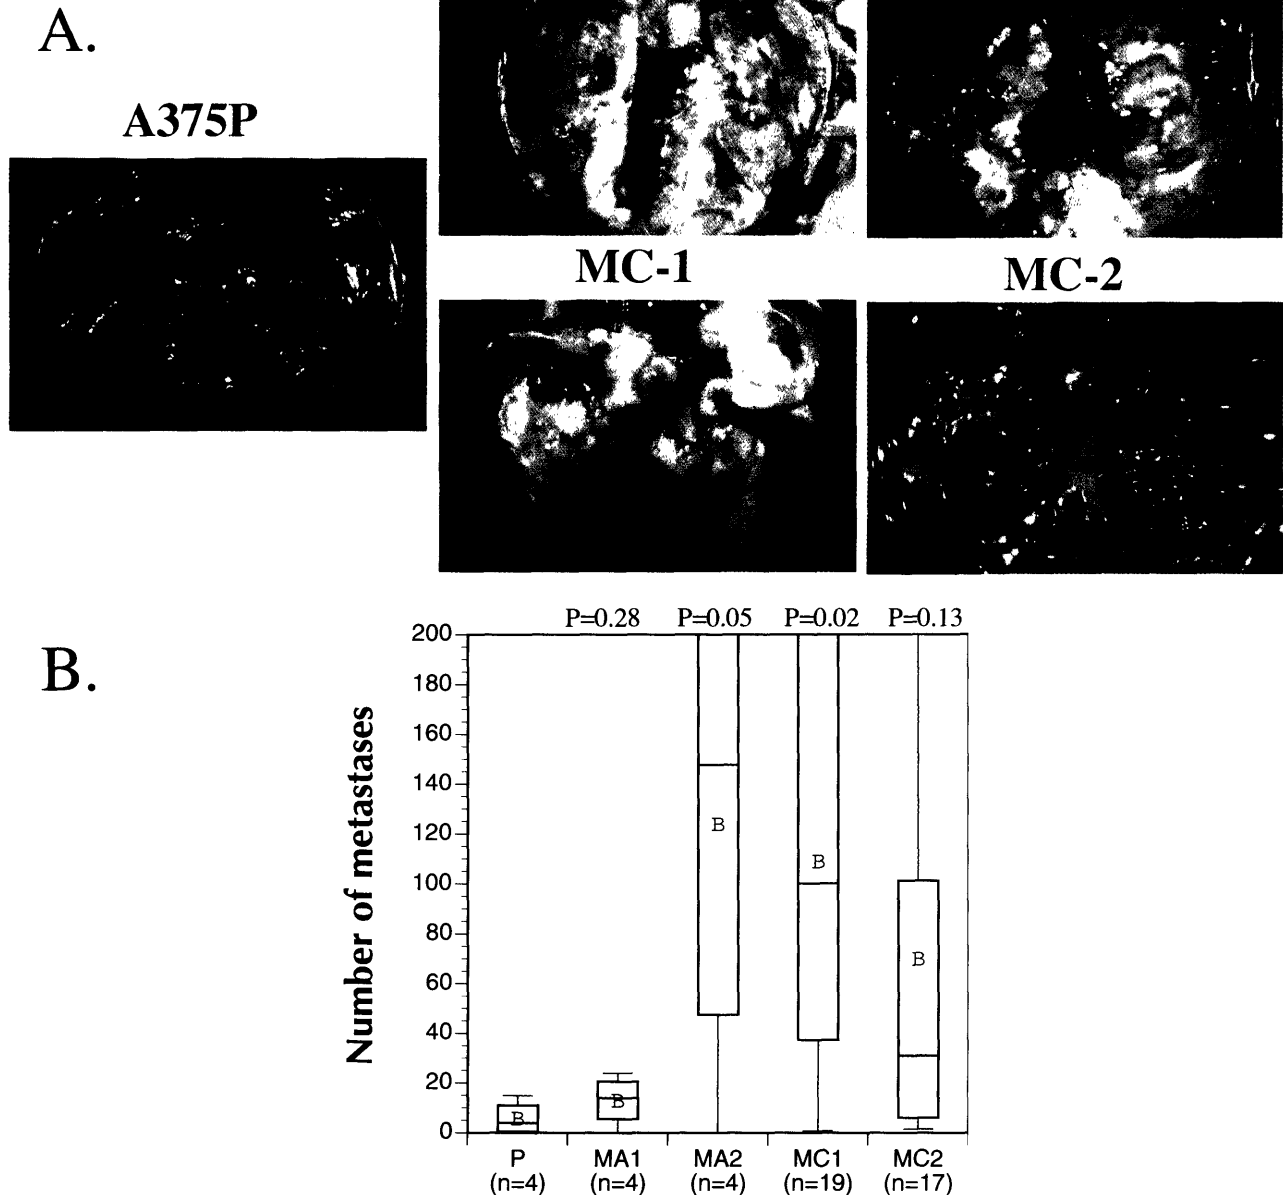 A.
A375P
MC-1
MC-2
B.
P=0.28 P=0.05 P=0.02 P=0.13
Number of metastases
200
180
160
140
120
100
80
60
40
20
0
B
B
B
B
B
P MA1 MA2 MC1 MC2
(n=4) (n=4) (n=4) (n=19) (n=17)